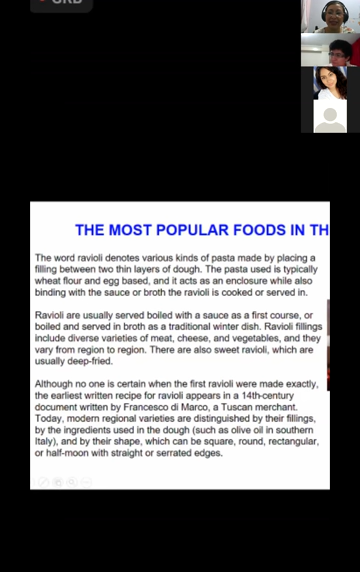 THE MOST POPULAR FOODS IN TH
The word ravioli denotes various kinds of pasta made by placing a
filling between two thin layers of dough. The pasta used is typically
wheat flour and egg based, and it acts as an enclosure while also
binding with the sauce or broth the ravioli is cooked or served in.
Ravioli are usually served boiled with a sauce as a first course, or
boiled and served in broth as a traditional winter dish. Ravioli fillings
include diverse varieties of meat, cheese, and vegetables, and they
vary from region to region. There are also sweet ravioli, which are
usually deep-fried.
Although no one is certain when the first ravioli were made exactly,
the earliest written recipe for ravioli appears in a 14th-century
document written by Francesco di Marco, a Tuscan merchant.
Today, modern regional varieties are distinguished by their fillings,
by the ingredients used in the dough (such as olive oil in southern
Italy), and by their shape, which can be square, round, rectangular,
or half-moon with straight or serrated edges.